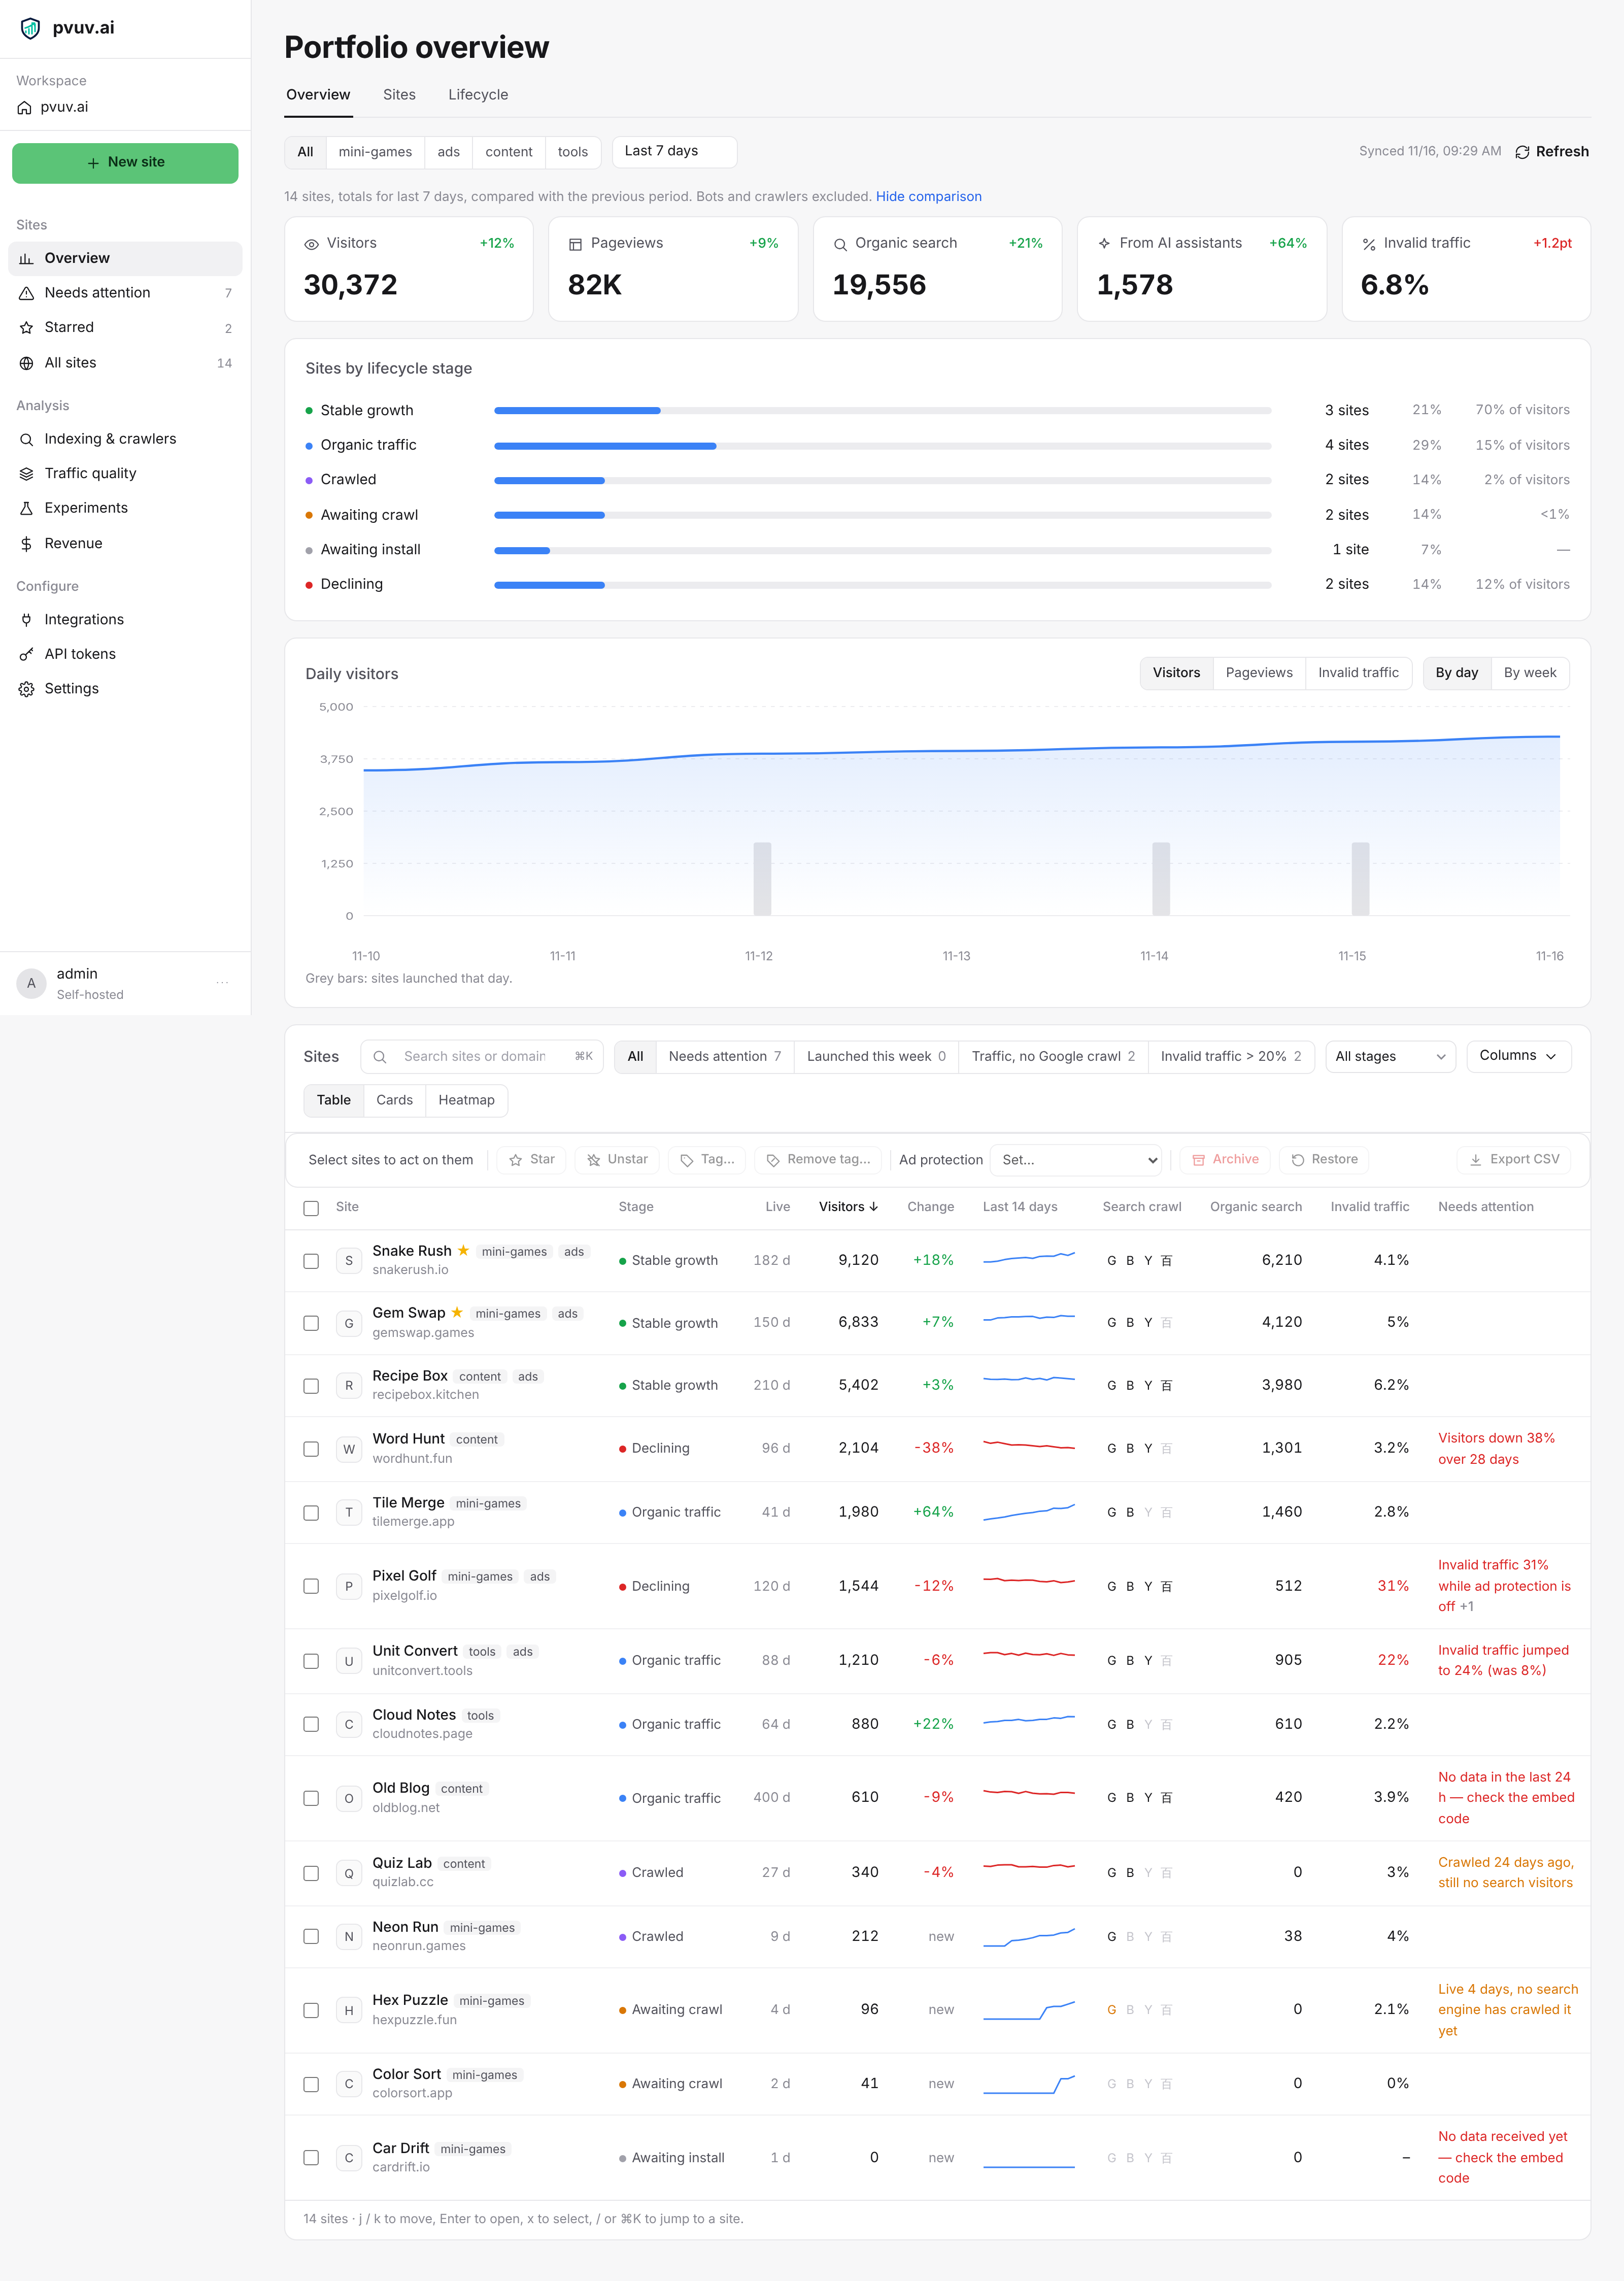 pvuv.ai
Workspace
pvuv.ai
+ New site
Sites
Overview
Needs attention 7
Starred 2
All sites 14
Analysis
Indexing & crawlers
Traffic quality
Experiments
Revenue
Configure
Integrations
API tokens
Settings
A
admin
Self-hosted
...
Portfolio overview
Overview Sites Lifecycle
All mini-games ads content tools Last 7 days Synced 11/16, 09:29 AM Refresh
14 sites, totals for last 7 days, compared with the previous period. Bots and crawlers excluded. Hide comparison
Visitors +12%
30,372
Pageviews +9%
82K
Organic search +21%
19,556
From AI assistants +64%
1,578
Invalid traffic +1.2pt
6.8%
Sites by lifecycle stage
Stable growth 3 sites 21% 70% of visitors
Organic traffic 4 sites 29% 15% of visitors
Crawled 2 sites 14% 2% of visitors
Awaiting crawl 2 sites 14% <1%
Awaiting install 1 site 7% —
Declining 2 sites 14% 12% of visitors
Daily visitors Visitors Pageviews Invalid traffic By day By week
5,000
3,750
2,500
1,250
0
11-10 11-11 11-12 11-13 11-14 11-15 11-16
Grey bars: sites launched that day.
Sites Search sites or domain ⌘K All Needs attention 7 Launched this week 0 Traffic, no Google crawl 2 Invalid traffic > 20% 2 All stages Columns
Table Cards Heatmap
Select sites to act on them Star Unstar Tag... Remove tag... Ad protection Set... Archive Restore Export CSV
Site Stage Live Visitors ↓ Change Last 14 days Search crawl Organic search Invalid traffic Needs attention
S Snake Rush ★ mini-games ads Stable growth 182 d 9,120 +18% G B Y 百 6,210 4.1%
snakerush.io
G Gem Swap ★ mini-games ads Stable growth 150 d 6,833 +7% G B Y 百 4,120 5%
gemswap.games
R Recipe Box content ads Stable growth 210 d 5,402 +3% G B Y 百 3,980 6.2%
recipebox.kitchen
W Word Hunt content Declining 96 d 2,104 -38% G B Y 百 1,301 3.2% Visitors down 38%
wordhunt.fun over 28 days
T Tile Merge mini-games Organic traffic 41 d 1,980 +64% G B Y 百 1,460 2.8%
tilemerge.app
P Pixel Golf mini-games ads Declining 120 d 1,544 -12% G B Y 百 512 31% Invalid traffic 31%
pixelgolf.io while ad protection is
off +1
U Unit Convert tools ads Organic traffic 88 d 1,210 -6% G B Y 百 905 22% Invalid traffic jumped
unitconvert.tools to 24% (was 8%)
C Cloud Notes tools Organic traffic 64 d 880 +22% G B Y 百 610 2.2%
cloudnotes.page
O Old Blog content Organic traffic 400 d 610 -9% G B Y 百 420 3.9% No data in the last 24
oldblog.net h — check the embed
code
Q Quiz Lab content Crawled 27 d 340 -4% G B Y 百 0 3% Crawled 24 days ago,
quizlab.cc still no search visitors
N Neon Run mini-games Crawled 9 d 212 new G B Y 百 38 4%
neonrun.games
H Hex Puzzle mini-games Awaiting crawl 4 d 96 new G B Y 百 0 2.1% Live 4 days, no search
hexpuzzle.fun engine has crawled it
yet
C Color Sort mini-games Awaiting crawl 2 d 41 new G B Y 百 0 0%
colorsort.app
C Car Drift mini-games Awaiting install 1 d 0 new G B Y 百 0 – No data received yet
cardrift.io — check the embed
code
14 sites · j / k to move, Enter to open, x to select, / or ⌘K to jump to a site.